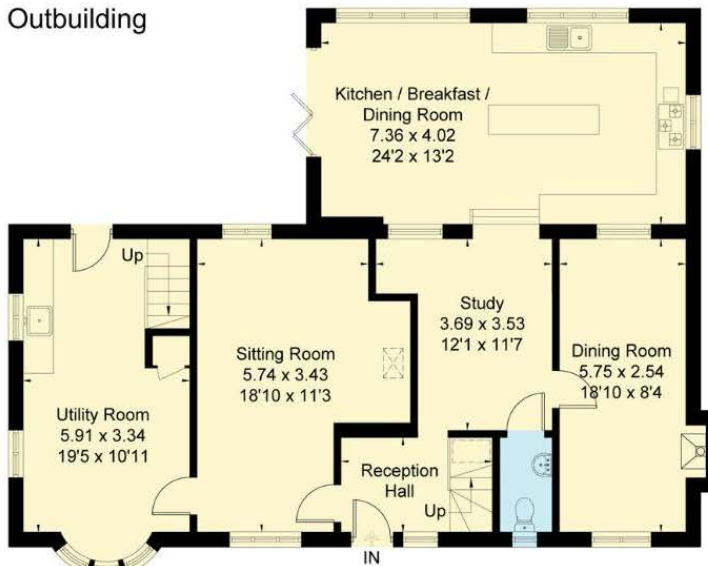 Outbuilding
Kitchen / Breakfast /
Dining Room
7.36 x 4.02
24'2 x 13'2
Up
Study
3.69 x 3.53
12'1 x 11'7
Sitting Room
5.74 x 3.43
18'10 x 11'3
Dining Room
5.75 x 2.54
18'10 x 8'4
Utility Room
5.91 x 3.34
19'5 x 10'11
Reception
Hall
Up
IN